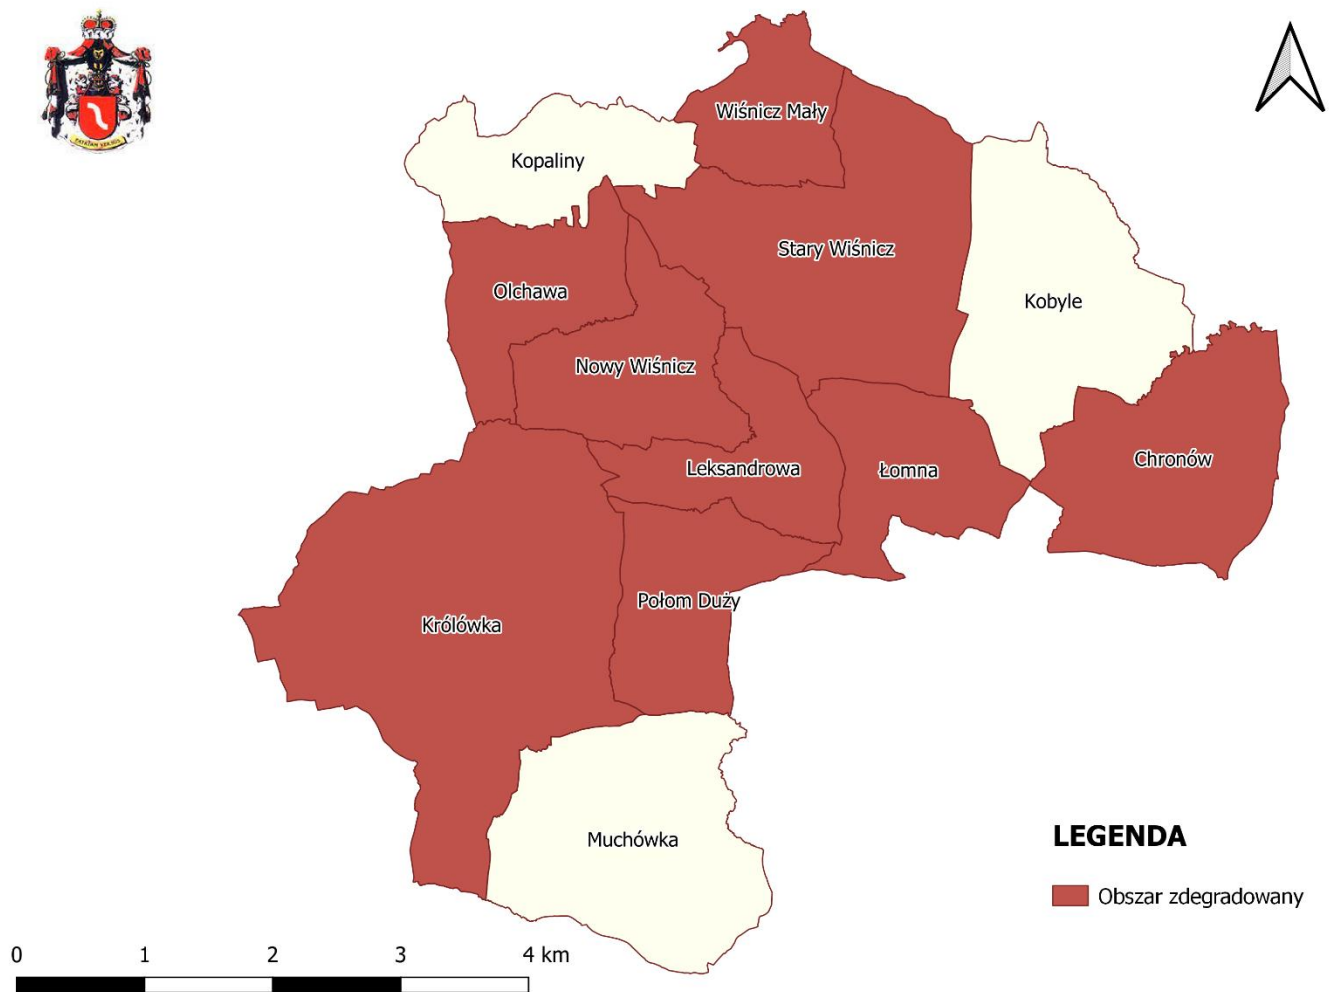 Wiśnicz Mały
Kopaliny
Stary Wiśnicz
Olchawa
Kobyle
Nowy Wiśnicz
Chronów
Leksandrowa
Łomna
Połom Duży
Królówka
Muchówka
LEGENDA
Obszar zdegradowany
0 1 2 3 4 km